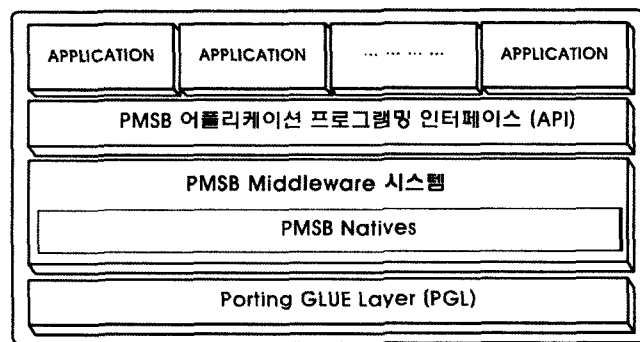 APPLICATION APPLICATION ... ... ... ... APPLICATION
PMSB 어플리케이션 프로그램밍 인터페이스 (API)
PMSB Middleware 시스템
PMSB Natives
Porting GLUE Layer (PGL)